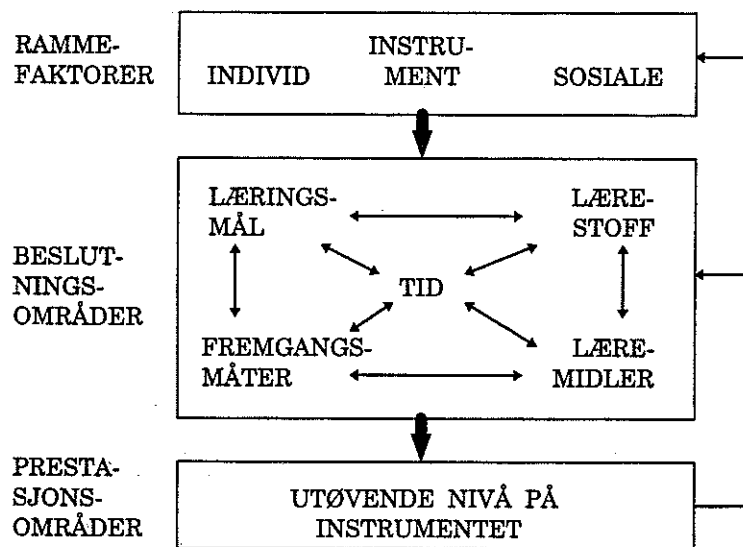 RAMME-
FAKTORER
INSTRU-
INDIVID MENT SOSIALE
BESLUT-
NINGS-
OMRÅDER
LÆRINGS-
MÅL
LÆRE-
STOFF
TID
FREMGANGS-
MÅTER
LÆRE-
MIDLER
PRESTA-
SJONS-
OMRÅDER
UTØVENDE NIVÅ PÅ
INSTRUMENTET